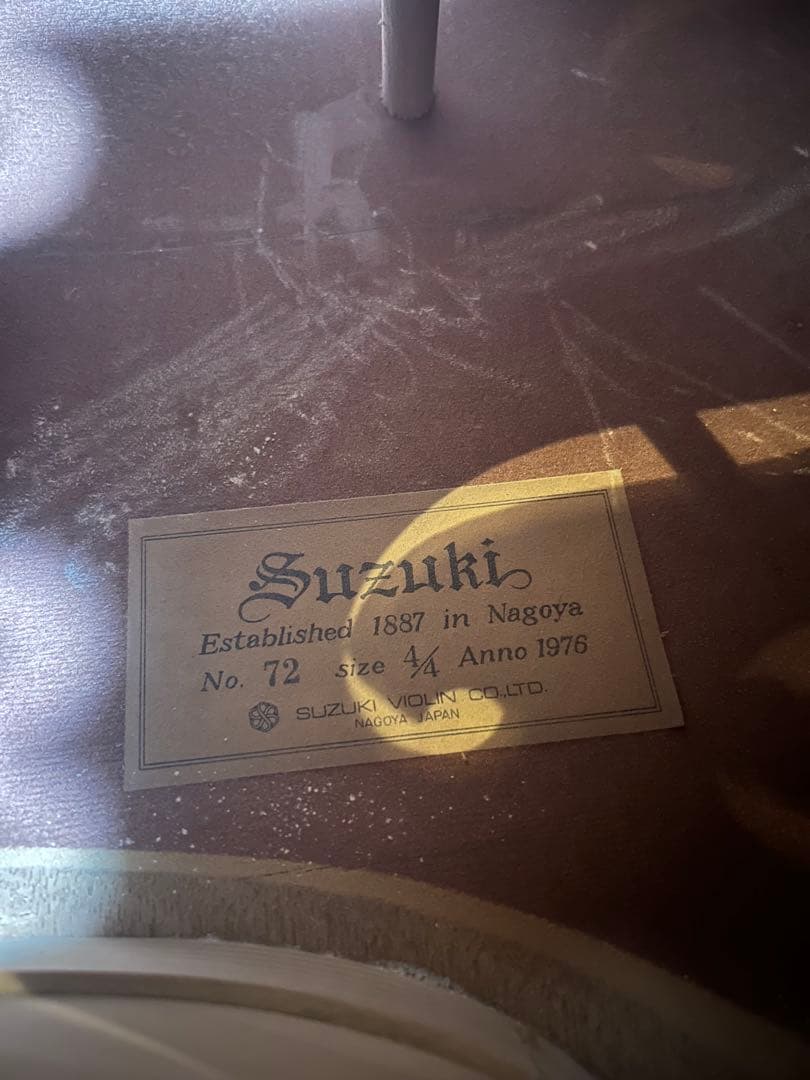 Suzuki
Established 1887 in Nagoya
No. 72 size 4/4 Anno 1976
SUZUKI VIOLIN CO.,LTD.
NAGOYA JAPAN